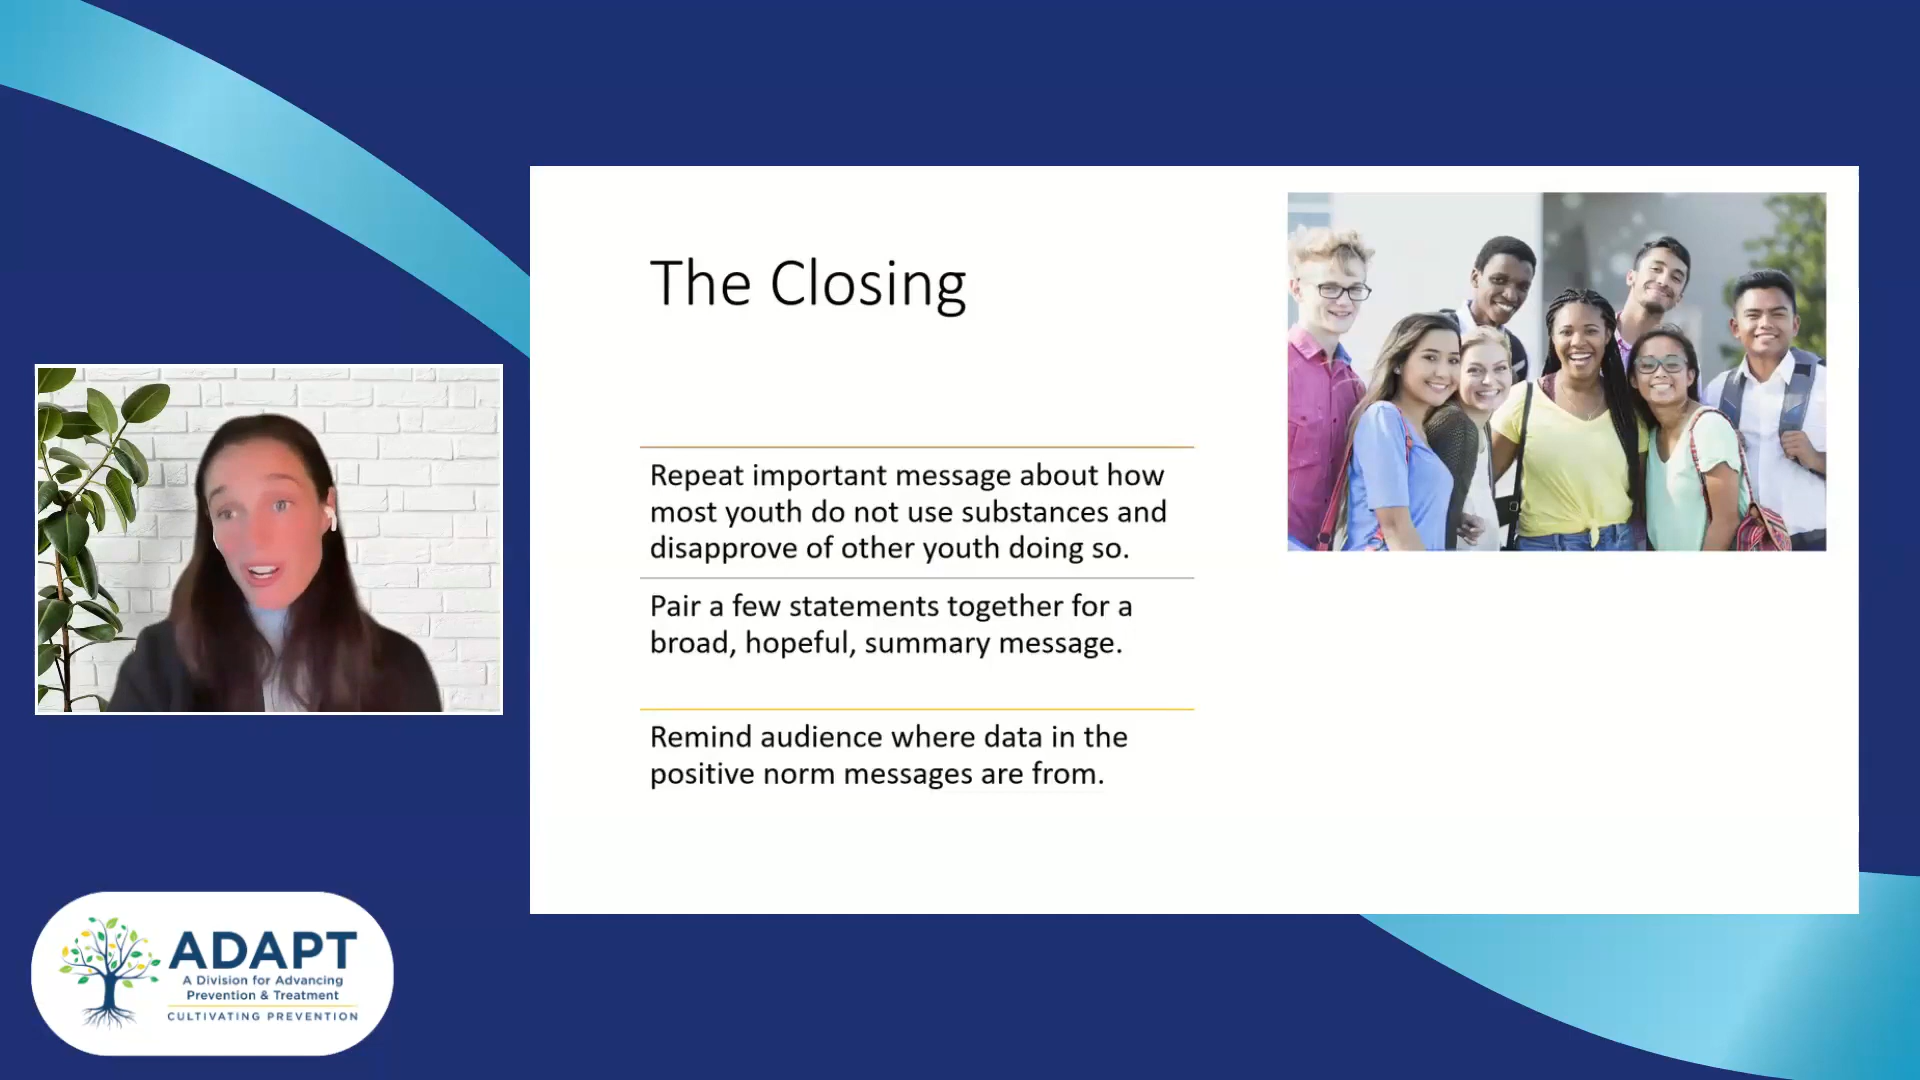 The Closing
Repeat important message about how
most youth do not use substances and
disapprove of other youth doing so.
Pair a few statements together for a
broad, hopeful, summary message.
Remind audience where data in the
positive norm messages are from.
ADAPT
A Division for Advancing
Prevention & Treatment
CULTIVATING PREVENTION